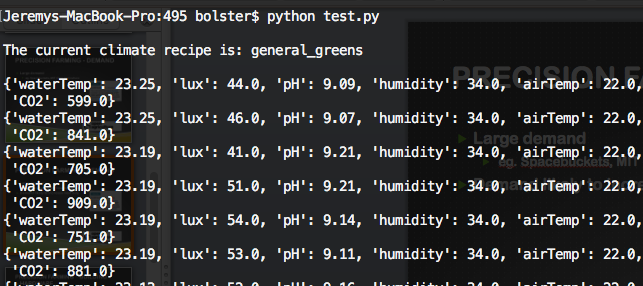 [Jeremys-MacBook-Pro:495 bolster$ python test.py
The current climate recipe is: general_greens
{'waterTemp': 23.25, 'lux': 44.0, 'pH': 9.09, 'humidity': 34.0, 'airTemp': 22.0,
'CO2': 599.0}
{'waterTemp': 23.25, 'lux': 46.0, 'pH': 9.07, 'humidity': 34.0, 'airTemp': 22.0,
'CO2': 841.0}
{'waterTemp': 23.19, 'lux': 41.0, 'pH': 9.21, 'humidity': 34.0, 'airTemp': 22.0,
'CO2': 705.0}
{'waterTemp': 23.19, 'lux': 51.0, 'pH': 9.21, 'humidity': 34.0, 'airTemp': 22.0,
'CO2': 909.0}
{'waterTemp': 23.19, 'lux': 54.0, 'pH': 9.14, 'humidity': 34.0, 'airTemp': 22.0,
'CO2': 751.0}
{'waterTemp': 23.19, 'lux': 53.0, 'pH': 9.11, 'humidity': 34.0, 'airTemp': 22.0,
'CO2': 881.0}
PRECISION FARMING - DEMAND
PRECISION FA
Large demand
eg. Spacebuckets, MIT